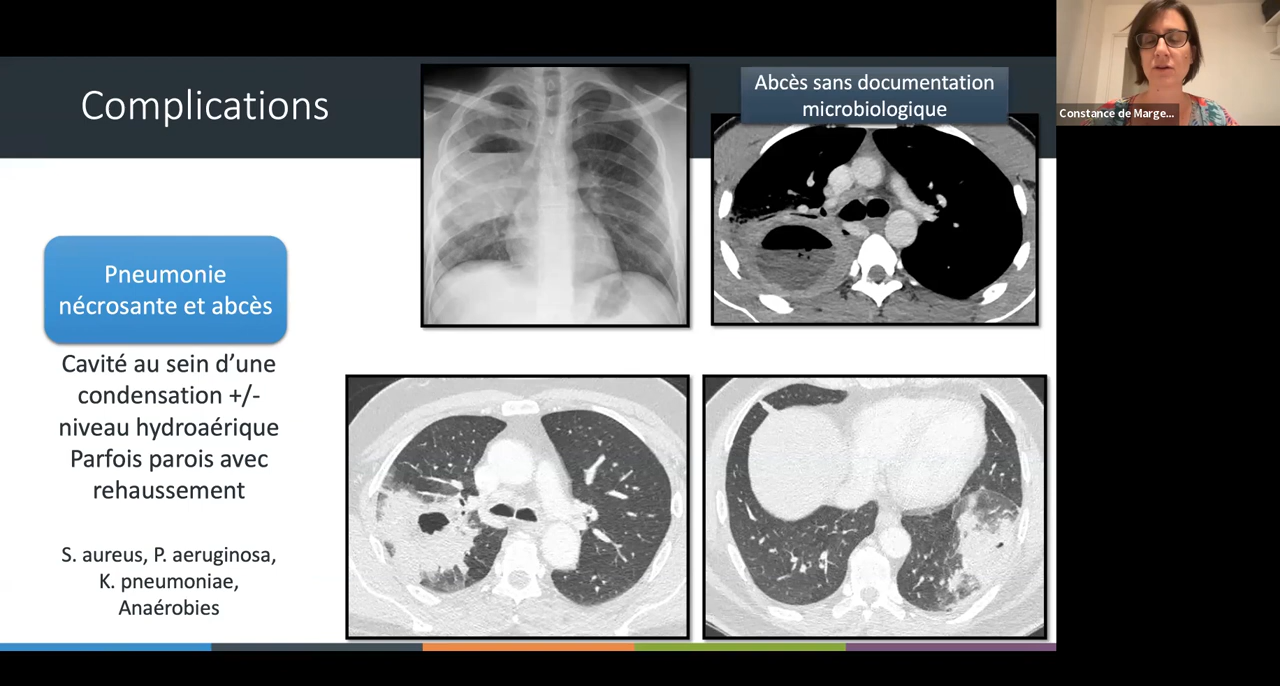 Complications
Abcès sans documentation
microbiologique
Constance de Marge...
Pneumonie
nécrosante et abcès
Cavité au sein d’une
condensation +/-
niveau hydroaérique
Parfois parois avec
rehaussement
S. aureus, P. aeruginosa,
K. pneumoniae,
Anaérobies